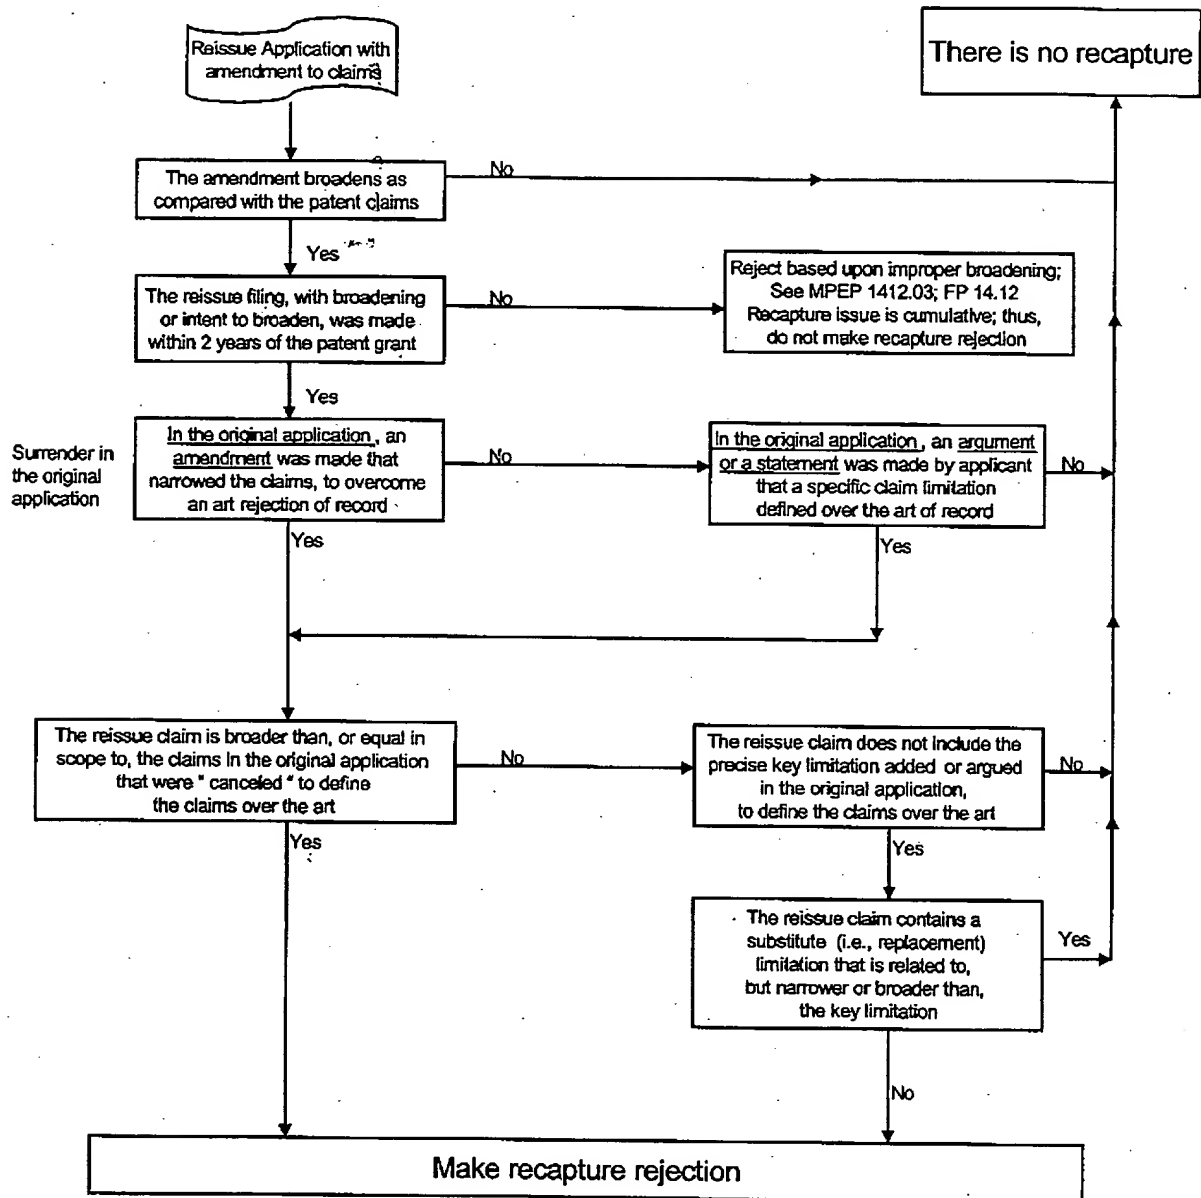 Reissue Application with
amendment to claims
There is no recapture
The amendment broadens as
compared with the patent claims
No
Yes
The reissue filing, with broadening
or intent to broaden, was made
within 2 years of the patent grant
No
Reject based upon improper broadening;
See MPEP 1412.03; FP 14.12
Recapture issue is cumulative; thus,
do not make recapture rejection
Yes
Surrender in
the original
application
In the original application, an
amendment was made that
narrowed the claims, to overcome
an art rejection of record
No
In the original application, an argument
or a statement was made by applicant
that a specific claim limitation
defined over the art of record
No
Yes
Yes
The reissue claim is broader than, or equal in
scope to, the claims in the original application
that were " canceled " to define
the claims over the art
No
The reissue claim does not include the
precise key limitation added or argued
in the original application,
to define the claims over the art
No
Yes
Yes
The reissue claim contains a
substitute (i.e., replacement)
limitation that is related to,
but narrower or broader than,
the key limitation
Yes
No
Make recapture rejection